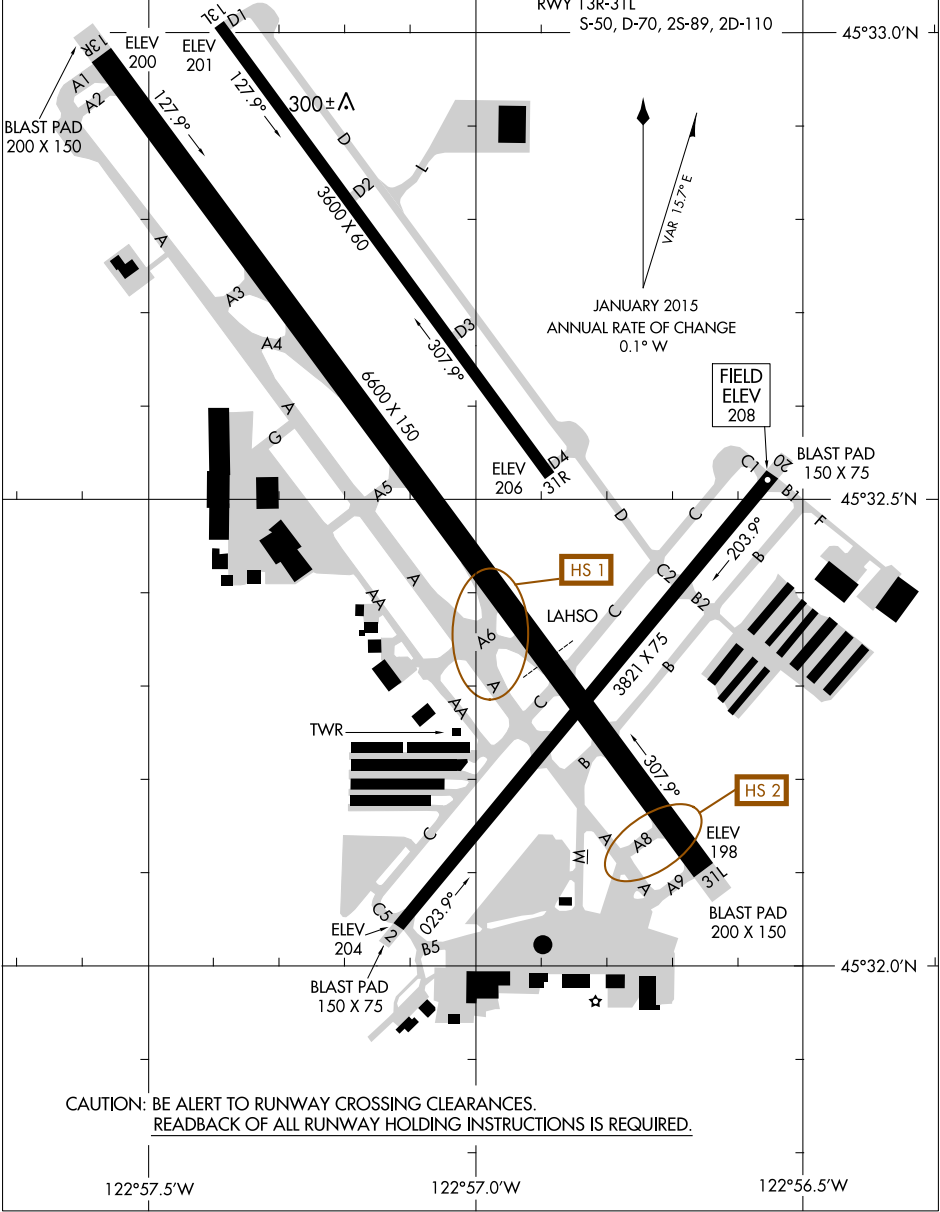 RWY 13R-31L
S-50, D-70, 2S-89, 2D-110
45°33.0'N
13R
ELEV
200
13L
D1
ELEV
201
A1
A2
BLAST PAD
200 X 150
127.9°
127.9°
300±
D
L
D2
3600 X 60
VAR 15.7° E
JANUARY 2015
ANNUAL RATE OF CHANGE
0.1° W
A
A3
A4
D3
307.9°
6600 X 150
A
G
FIELD
ELEV
208
ELEV
206
D4
31R
C1
20
BLAST PAD
150 X 75
B1
45°32.5'N
A5
D
C
F
203.9°
B
HS 1
A
AA
C2
B2
C
LAHSO
A6
3821 X 75
B
A
AA
C
TWR
B
307.9°
HS 2
C
A
A8
M
ELEV
198
A
A9
31L
C5
2
023.9°
B5
ELEV
204
BLAST PAD
200 X 150
45°32.0'N
BLAST PAD
150 X 75
CAUTION: BE ALERT TO RUNWAY CROSSING CLEARANCES.
READBACK OF ALL RUNWAY HOLDING INSTRUCTIONS IS REQUIRED.
122°57.5'W
122°57.0'W
122°56.5'W